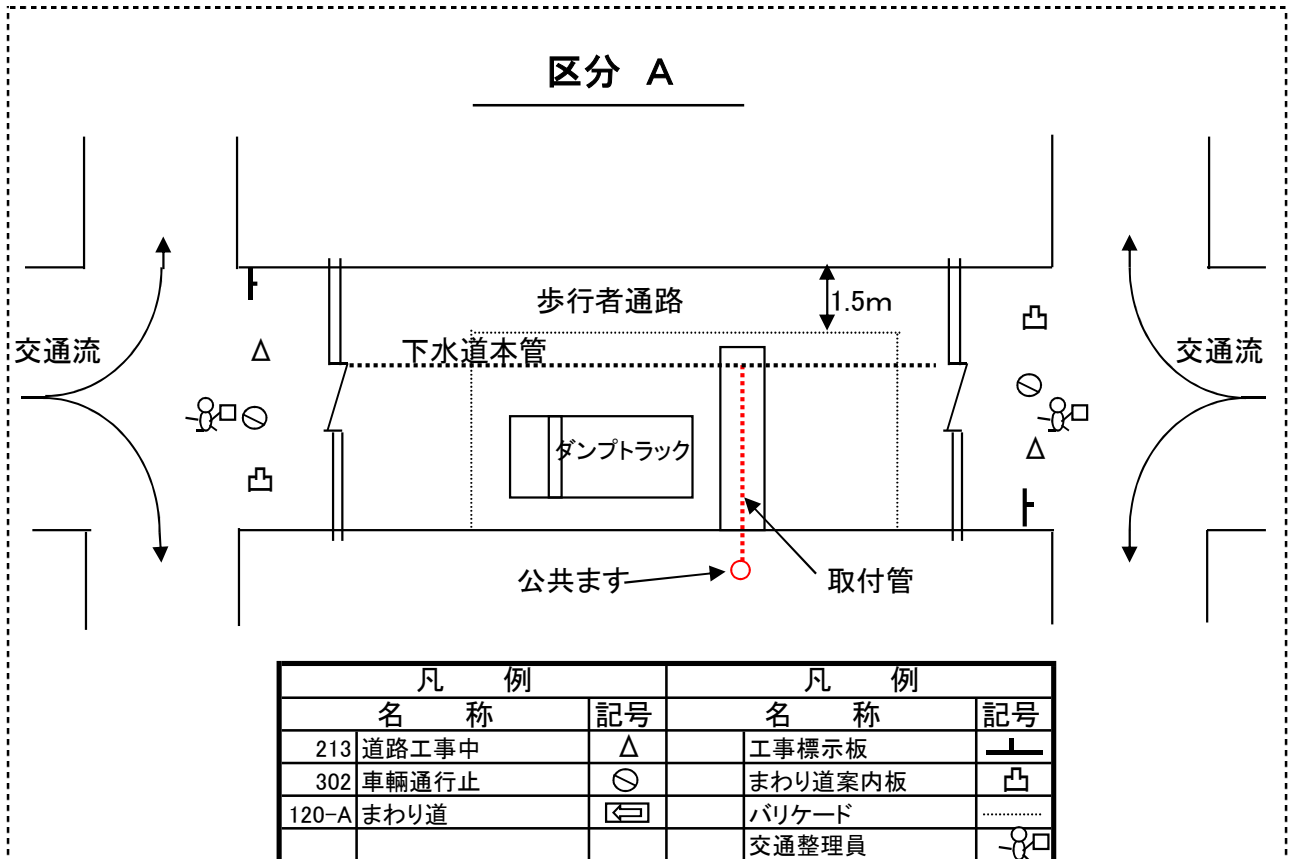 区分 A
歩行者通路
1.5m
交通流
下水道本管
交通流
ダンプトラック
公共ます
取付管
凡 例 凡 例
名 称 記号 名 称 記号
213 道路工事中 工事標示板
302 車輛通行止 まわり道案内板
120-A まわり道 バリケード
交通整理員